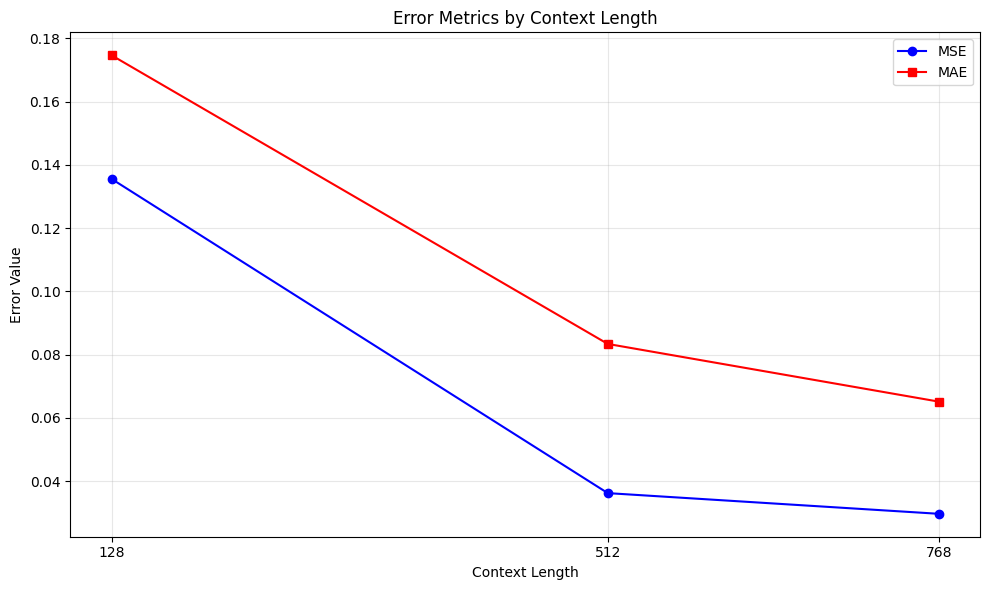 Error Metrics by Context Length
MSE
MAE
Error Value
0.18
0.16
0.14
0.12
0.10
0.08
0.06
0.04
128
512
768
Context Length